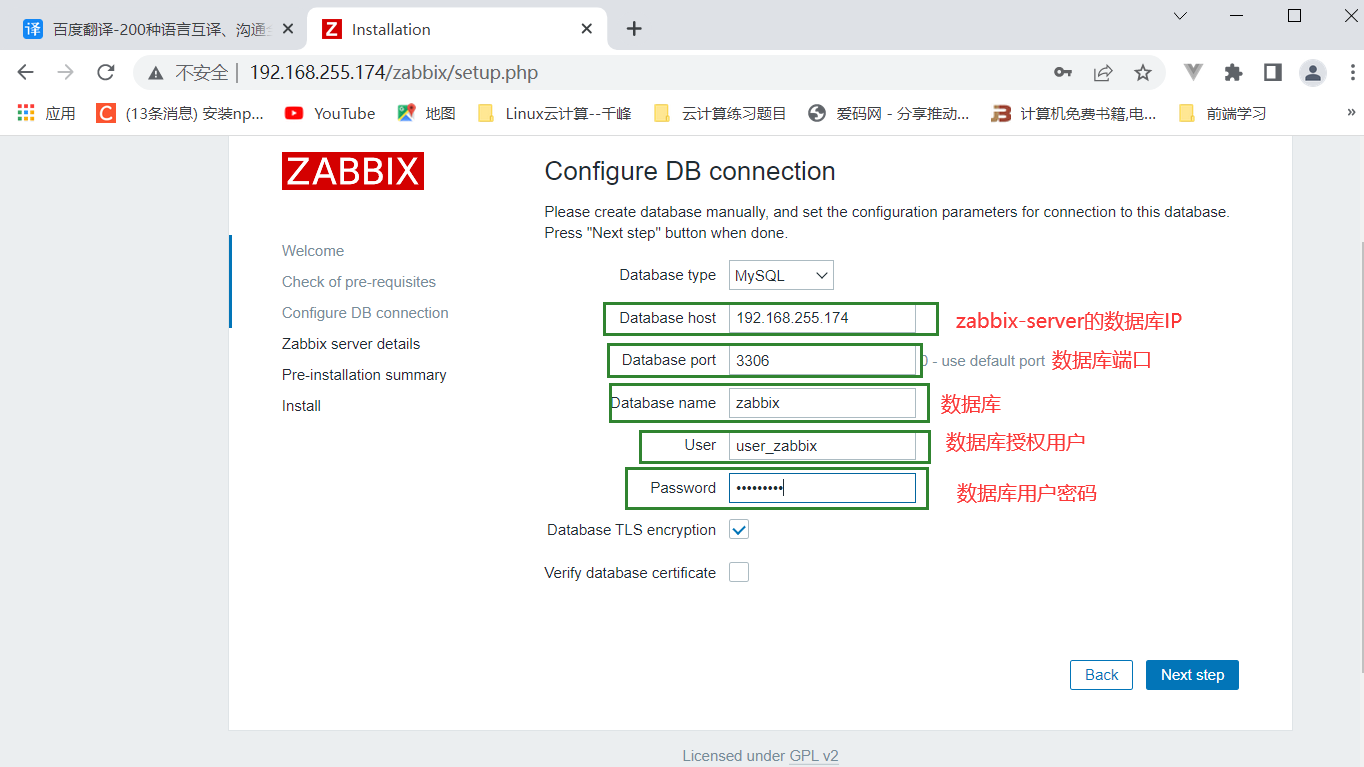 译 百度翻译-200种语言互译、沟通全
Z Installation
不安全 | 192.168.255.174/zabbix/setup.php
应用
C (13条消息) 安装np...
YouTube
地图
Linux云计算--千峰
云计算练习题目
爱码网 - 分享推动...
计算机免费书籍,电...
前端学习
»
ZABBIX
Welcome
Check of pre-requisites
Configure DB connection
Zabbix server details
Pre-installation summary
Install
Configure DB connection
Please create database manually, and set the configuration parameters for connection to this database.
Press "Next step" button when done.
Database type MySQL
Database host 192.168.255.174 zabbix-server的数据库IP
Database port 3306 0 - use default port 数据库端口
Database name zabbix 数据库
User user_zabbix 数据库授权用户
Password ••••••••• 数据库用户密码
Database TLS encryption
Verify database certificate
Back Next step
Licensed under GPL v2